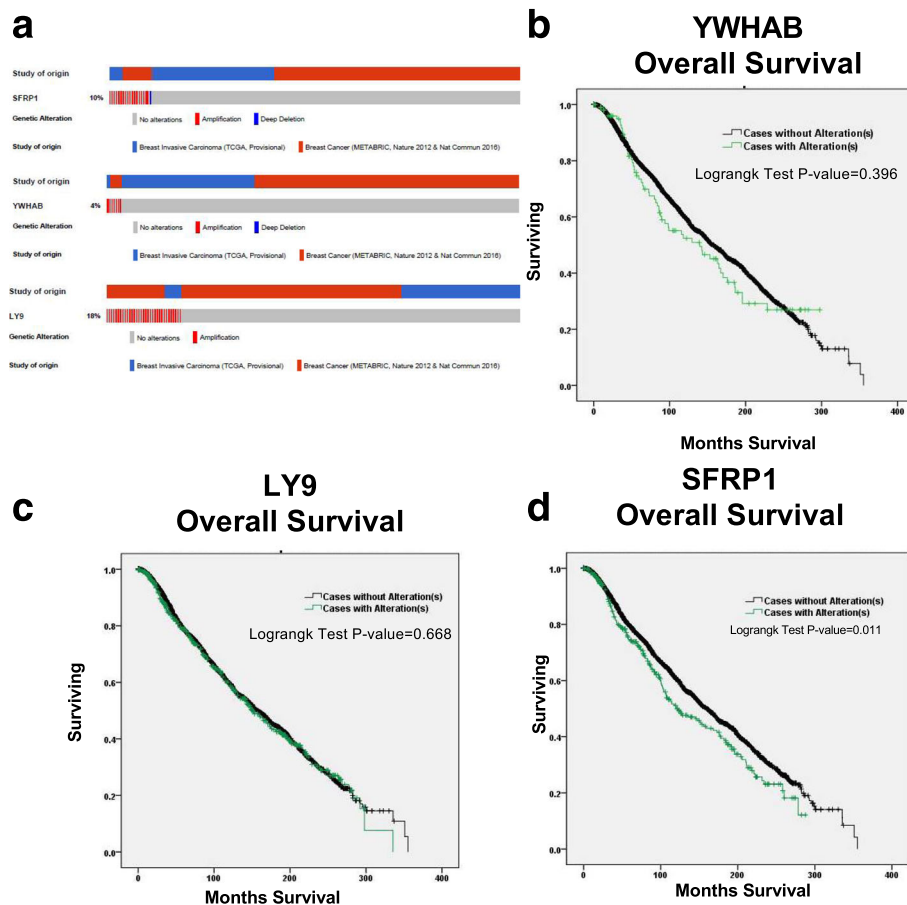 a
Study of origin
SFRP1 10%
Genetic Alteration No alterations Amplification Deep Deletion
Study of origin Breast Invasive Carcinoma (TCGA, Provisional) Breast Cancer (METABRIC, Nature 2012 & Nat Commun 2016)
Study of origin
YWHAB 4%
Genetic Alteration No alterations Amplification Deep Deletion
Study of origin Breast Invasive Carcinoma (TCGA, Provisional) Breast Cancer (METABRIC, Nature 2012 & Nat Commun 2016)
Study of origin
LY9 18%
Genetic Alteration No alterations Amplification
Study of origin Breast Invasive Carcinoma (TCGA, Provisional) Breast Cancer (METABRIC, Nature 2012 & Nat Commun 2016)
b
YWHAB
Overall Survival
Cases without Alteration(s)
Cases with Alteration(s)
Lograngk Test P-value=0.396
Surviving
1.0
0.8
0.6
0.4
0.2
0.0
0 100 200 300 400
Months Survival
c
LY9
Overall Survival
Cases without Alteration(s)
Cases with Alteration(s)
Lograngk Test P-value=0.668
Surviving
1.0
0.8
0.6
0.4
0.2
0.0
0 100 200 300 400
Months Survival
d
SFRP1
Overall Survival
Cases without Alteration(s)
Cases with Alteration(s)
Lograngk Test P-value=0.011
Surviving
1.0
0.8
0.6
0.4
0.2
0.0
0 100 200 300 400
Months Survival